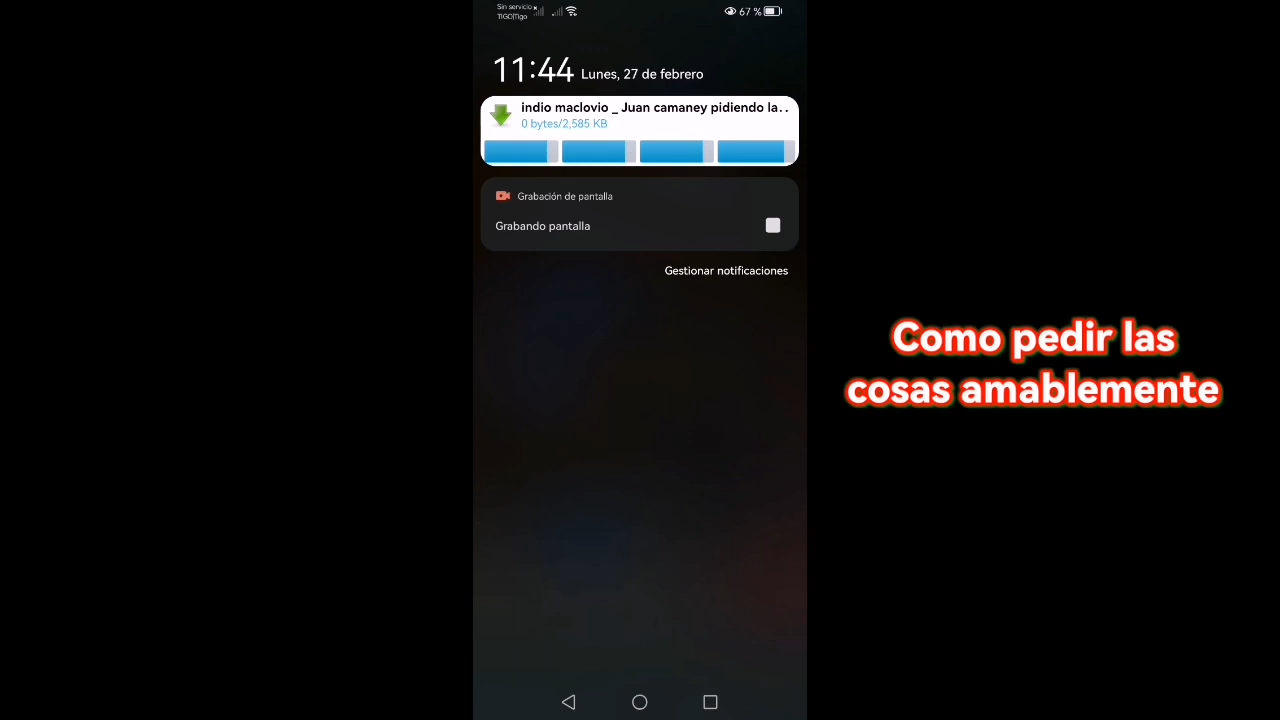 Sin servicio
TIGO|Tigo
67 %
11:44 Lunes, 27 de febrero
indio maclovio _ Juan camaney pidiendo la..
0 bytes/2,585 KB
Grabación de pantalla
Grabando pantalla
Gestionar notificaciones
Como pedir las
cosas amablemente